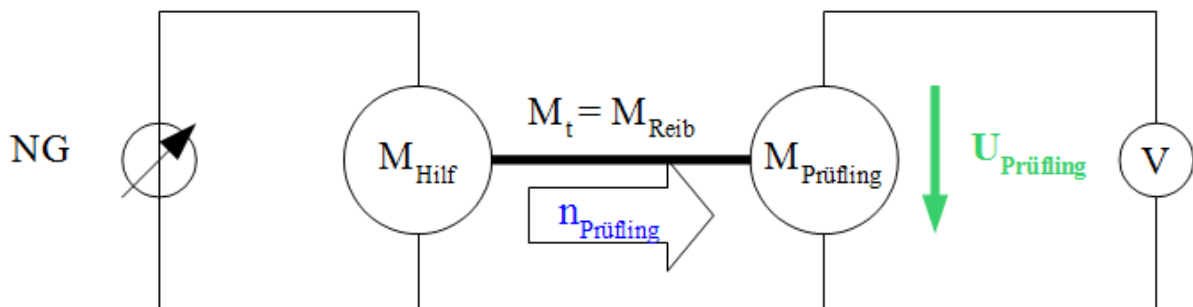 NG
M_Hilf
M_t = M_Reib
n_Prüfling
M_Prüfling
U_Prüfling
V